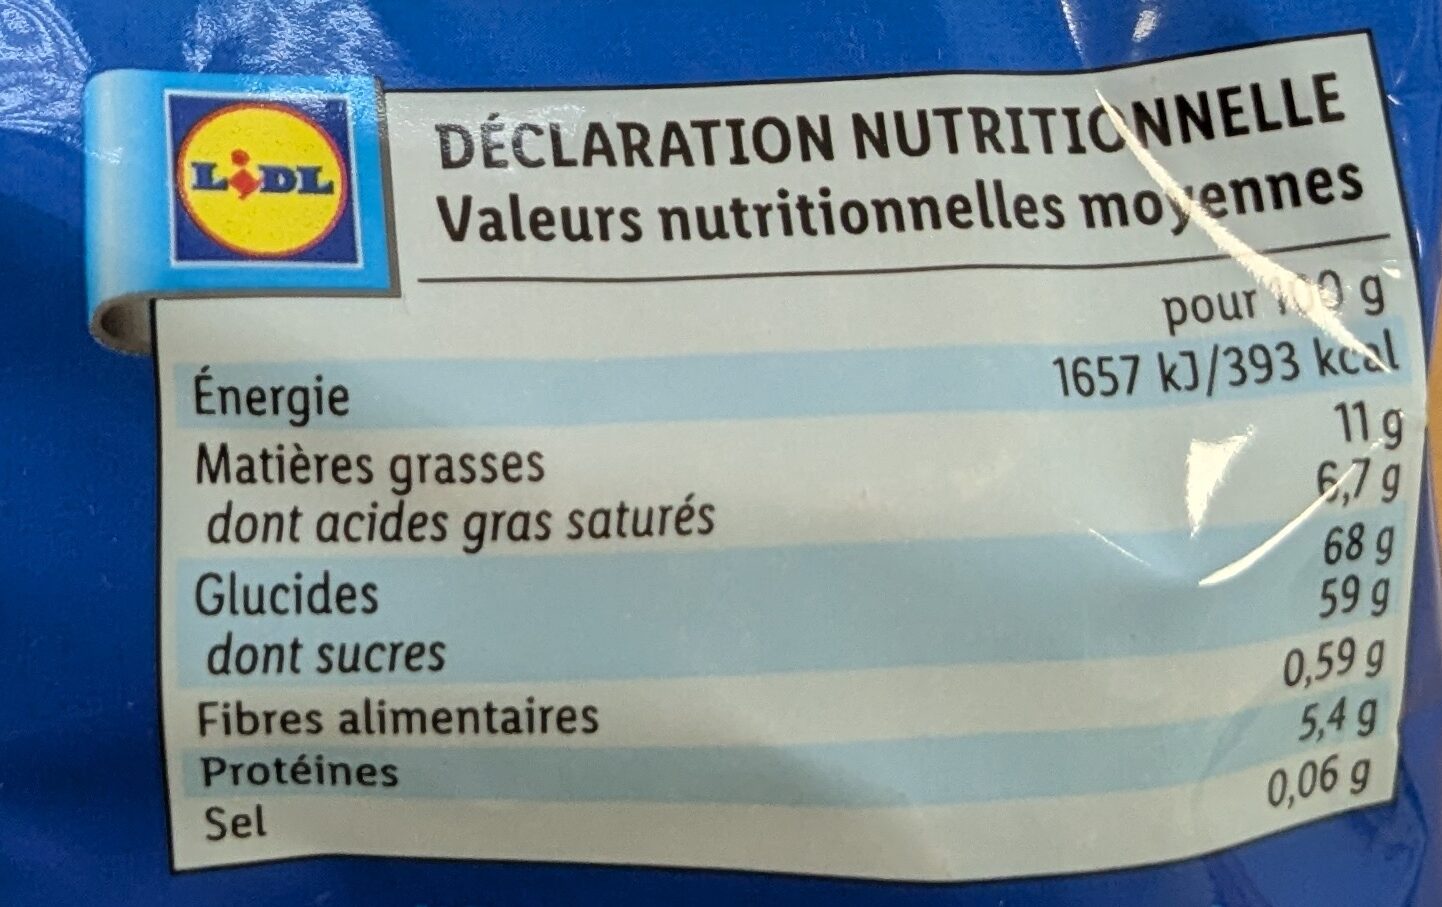 LIDL
DÉCLARATION NUTRITIONNELLE
Valeurs nutritionnelles moyennes
pour 100 g
Énergie 1657 kJ/393 kcal
Matières grasses 11 g
dont acides gras saturés 6,7 g
Glucides 68 g
dont sucres 59 g
Fibres alimentaires 0,59 g
Protéines 5,4 g
Sel 0,06 g